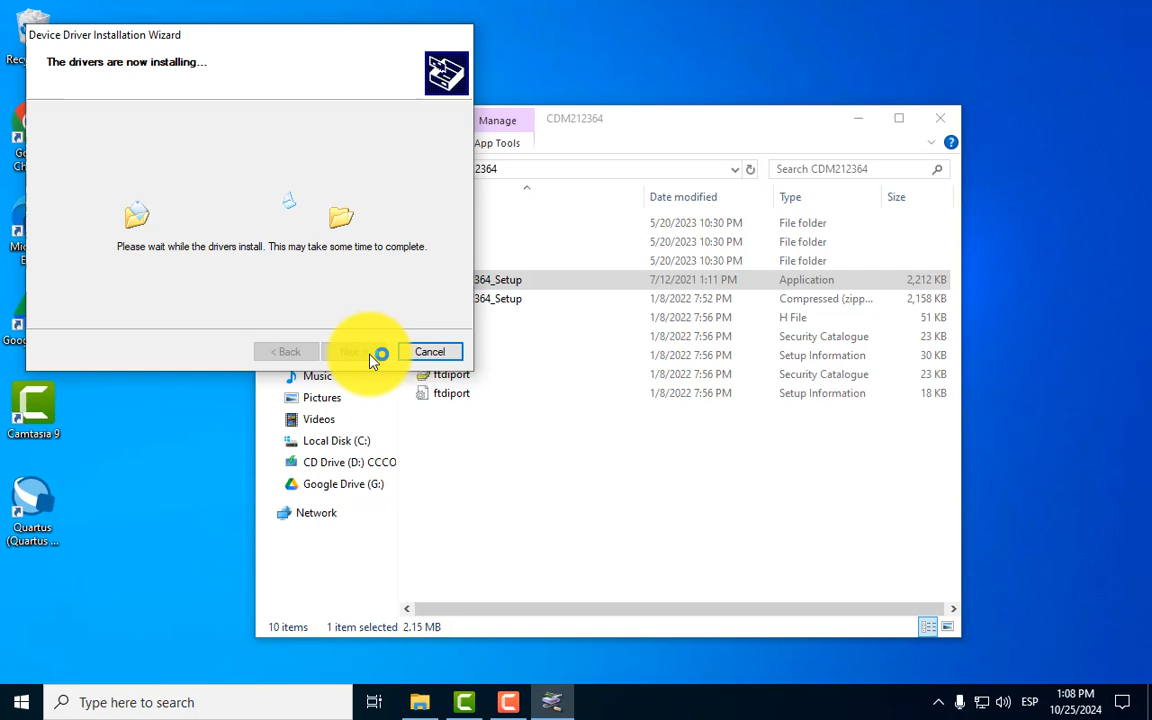 Device Driver Installation Wizard
The drivers are now installing...
Please wait while the drivers install. This may take some time to complete.
< Back
Cancel
Manage
CDM212364
App Tools
2364
Search CDM212364
Date modified
Type
Size
5/20/2023 10:30 PM
File folder
5/20/2023 10:30 PM
File folder
5/20/2023 10:30 PM
File folder
364_Setup
7/12/2021 1:11 PM
Application
2,212 KB
364_Setup
1/8/2022 7:52 PM
Compressed (zipp...
2,158 KB
1/8/2022 7:56 PM
H File
51 KB
1/8/2022 7:56 PM
Security Catalogue
23 KB
1/8/2022 7:56 PM
Setup Information
30 KB
ftdiport
1/8/2022 7:56 PM
Security Catalogue
23 KB
ftdiport
1/8/2022 7:56 PM
Setup Information
18 KB
Music
Pictures
Videos
Local Disk (C:)
CD Drive (D:) CCCO
Google Drive (G:)
Network
10 items
1 item selected
2.15 MB
Camtasia 9
Quartus
(Quartus ...
Type here to search
ESP
1:08 PM
10/25/2024